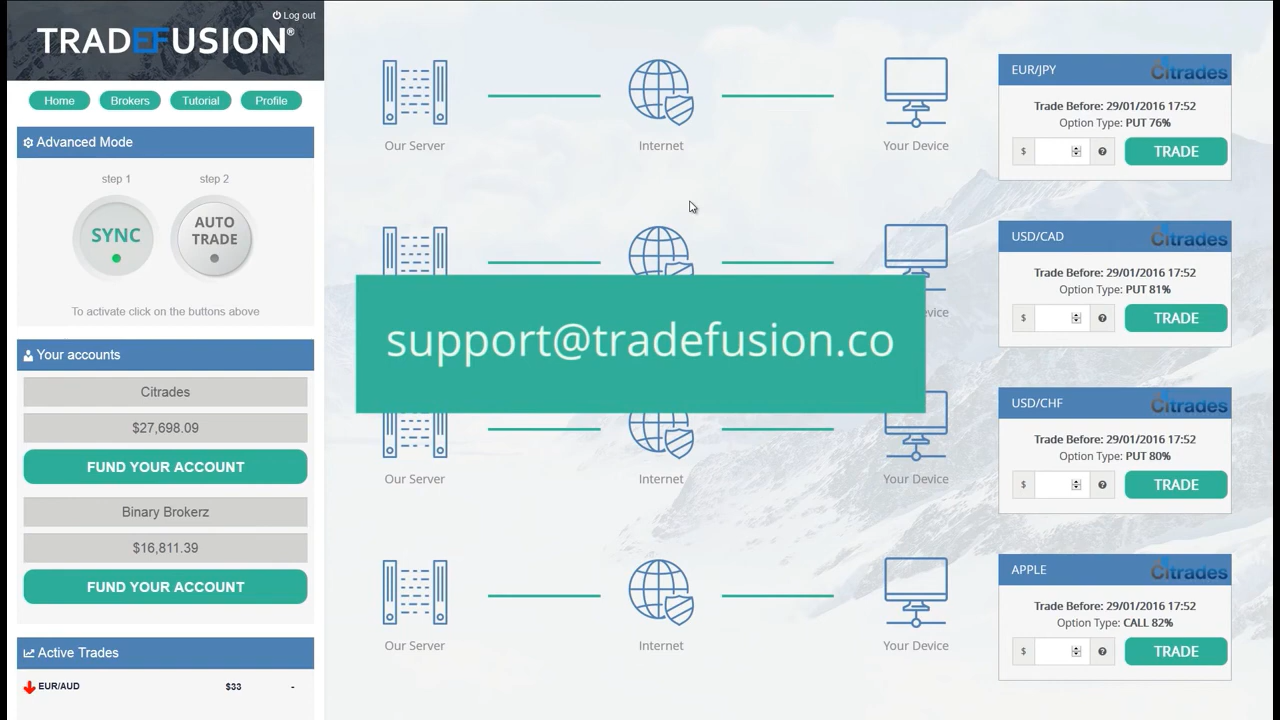 Log out
TRADEFUSION®
Home
Brokers
Tutorial
Profile
Advanced Mode
step 1
step 2
SYNC
AUTO
TRADE
To activate click on the buttons above
Your accounts
Citrades
$27,698.09
FUND YOUR ACCOUNT
Binary Brokerz
$16,811.39
FUND YOUR ACCOUNT
Active Trades
EUR/AUD $33 -
Our Server
Internet
Your Device
EUR/JPY
Citrades
Trade Before: 29/01/2016 17:52
Option Type: PUT 76%
$
TRADE
USD/CAD
Citrades
Trade Before: 29/01/2016 17:52
Option Type: PUT 81%
$
TRADE
support@tradefusion.co
Our Server
Internet
Your Device
USD/CHF
Citrades
Trade Before: 29/01/2016 17:52
Option Type: PUT 80%
$
TRADE
Our Server
Internet
Your Device
APPLE
Citrades
Trade Before: 29/01/2016 17:52
Option Type: CALL 82%
$
TRADE